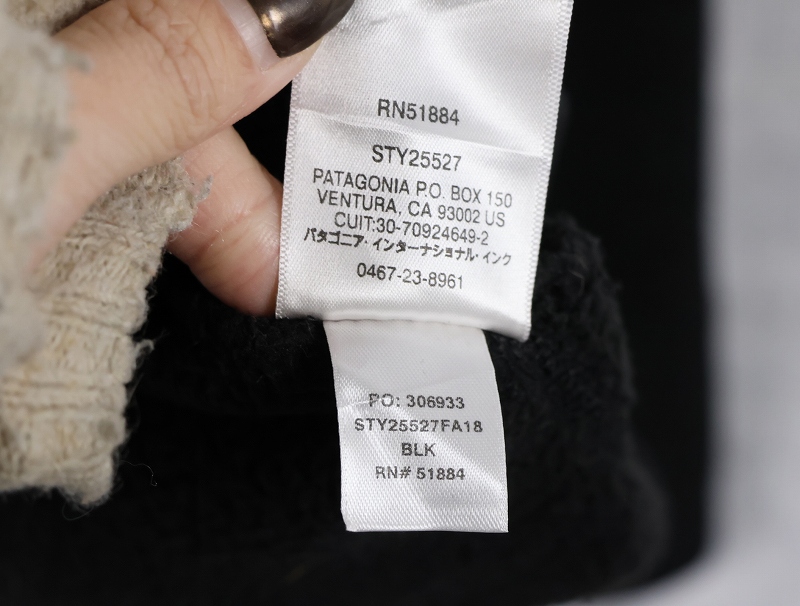 RN51884
STY25527
PATAGONIA P.O. BOX 150
VENTURA, CA 93002 US
CUIT:30-70924649-2
パタゴニア・インターナショナル・インク
0467-23-8961
PO: 306933
STY25527FA18
BLK
RN# 51884